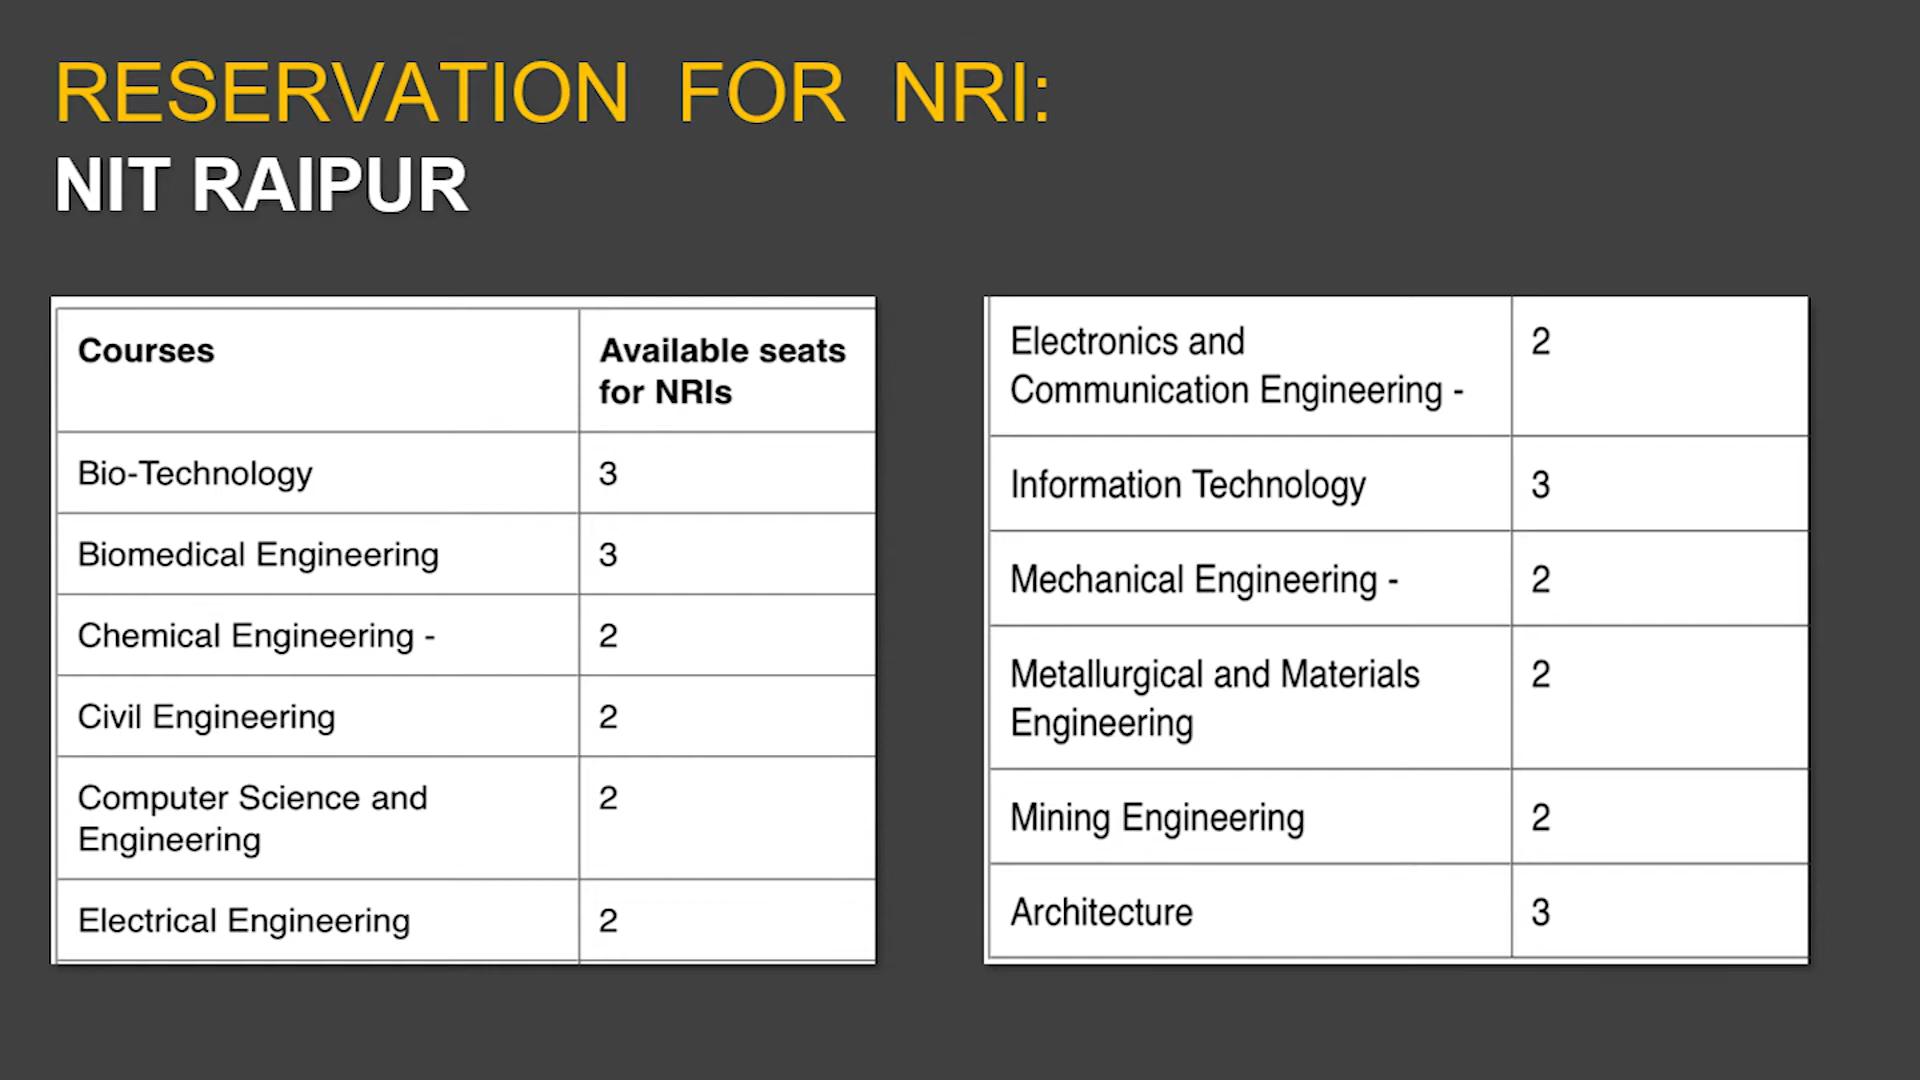 RESERVATION FOR NRI:
NIT RAIPUR
Courses
Available seats
for NRIs
Bio-Technology 3
Biomedical Engineering 3
Chemical Engineering - 2
Civil Engineering 2
Computer Science and 2
Engineering
Electrical Engineering 2
Electronics and 2
Communication Engineering -
Information Technology 3
Mechanical Engineering - 2
Metallurgical and Materials 2
Engineering
Mining Engineering 2
Architecture 3